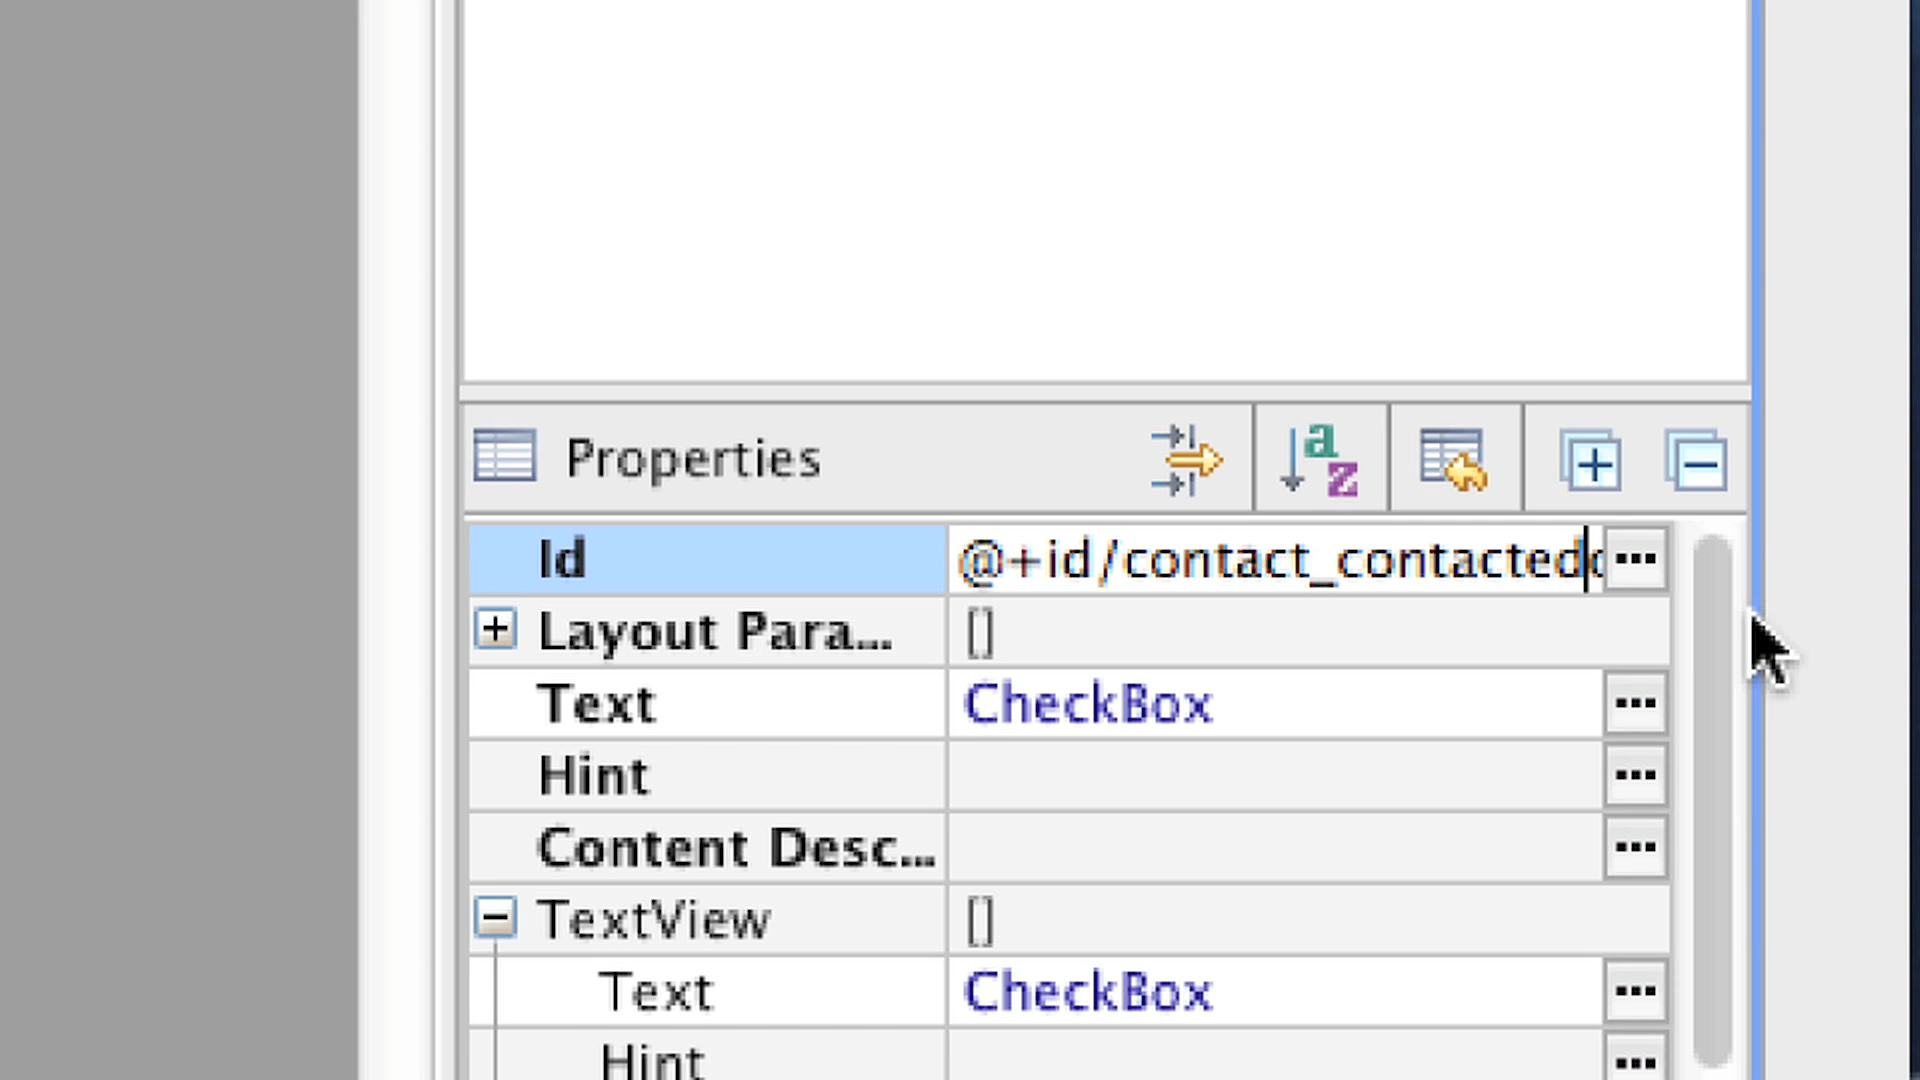 Properties
Id @+id/contact_contacted
Layout Para... []
Text CheckBox ...
Hint ...
Content Desc... ...
TextView []
Text CheckBox ...
Hint ...